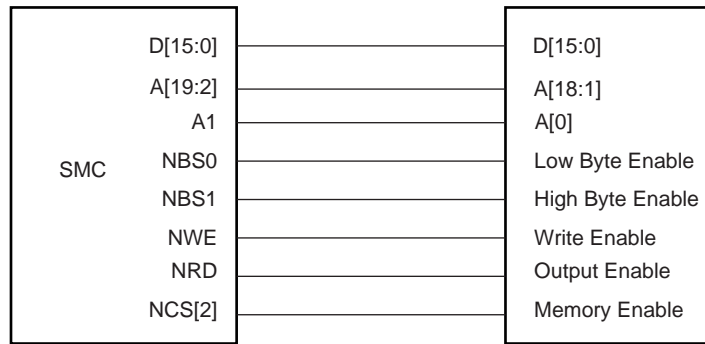 D[15:0] D[15:0]
A[19:2] A[18:1]
A1 A[0]
SMC NBS0 Low Byte Enable
NBS1 High Byte Enable
NWE Write Enable
NRD Output Enable
NCS[2] Memory Enable